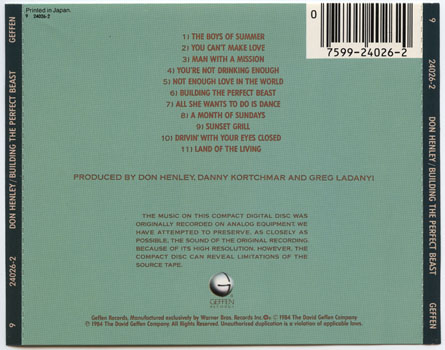 Printed in Japan
9 24026-2
0
7599-24026-2
1) THE BOYS OF SUMMER
2) YOU CAN'T MAKE LOVE
3) MAN WITH A MISSION
4) YOU'RE NOT DRINKING ENOUGH
5) NOT ENOUGH LOVE IN THE WORLD
6) BUILDING THE PERFECT BEAST
7) ALL SHE WANTS TO DO IS DANCE
8) A MONTH OF SUNDAYS
9) SUNSET GRILL
10) DRIVIN' WITH YOUR EYES CLOSED
11) LAND OF THE LIVING
PRODUCED BY DON HENLEY, DANNY KORTCHMAR AND GREG LADANYI
THE MUSIC ON THIS COMPACT DIGITAL DISC WAS
ORIGINALLY RECORDED ON ANALOG EQUIPMENT. WE
HAVE ATTEMPTED TO PRESERVE, AS CLOSELY AS
POSSIBLE, THE SOUND OF THE ORIGINAL RECORDING.
BECAUSE OF ITS HIGH RESOLUTION, HOWEVER, THE
COMPACT DISC CAN REVEAL LIMITATIONS OF THE
SOURCE TAPE.
G
GEFFEN
RECORDS
Geffen Records, Manufactured exclusively by Warner Bros. Records Inc. © 1984 The David Geffen Company
℗ 1984 The David Geffen Company. All Rights Reserved. Unauthorized duplication is a violation of applicable laws.
9 24026-2 DON HENLEY/BUILDING THE PERFECT BEAST GEFFEN
9 24026-2 DON HENLEY/BUILDING THE PERFECT BEAST GEFFEN